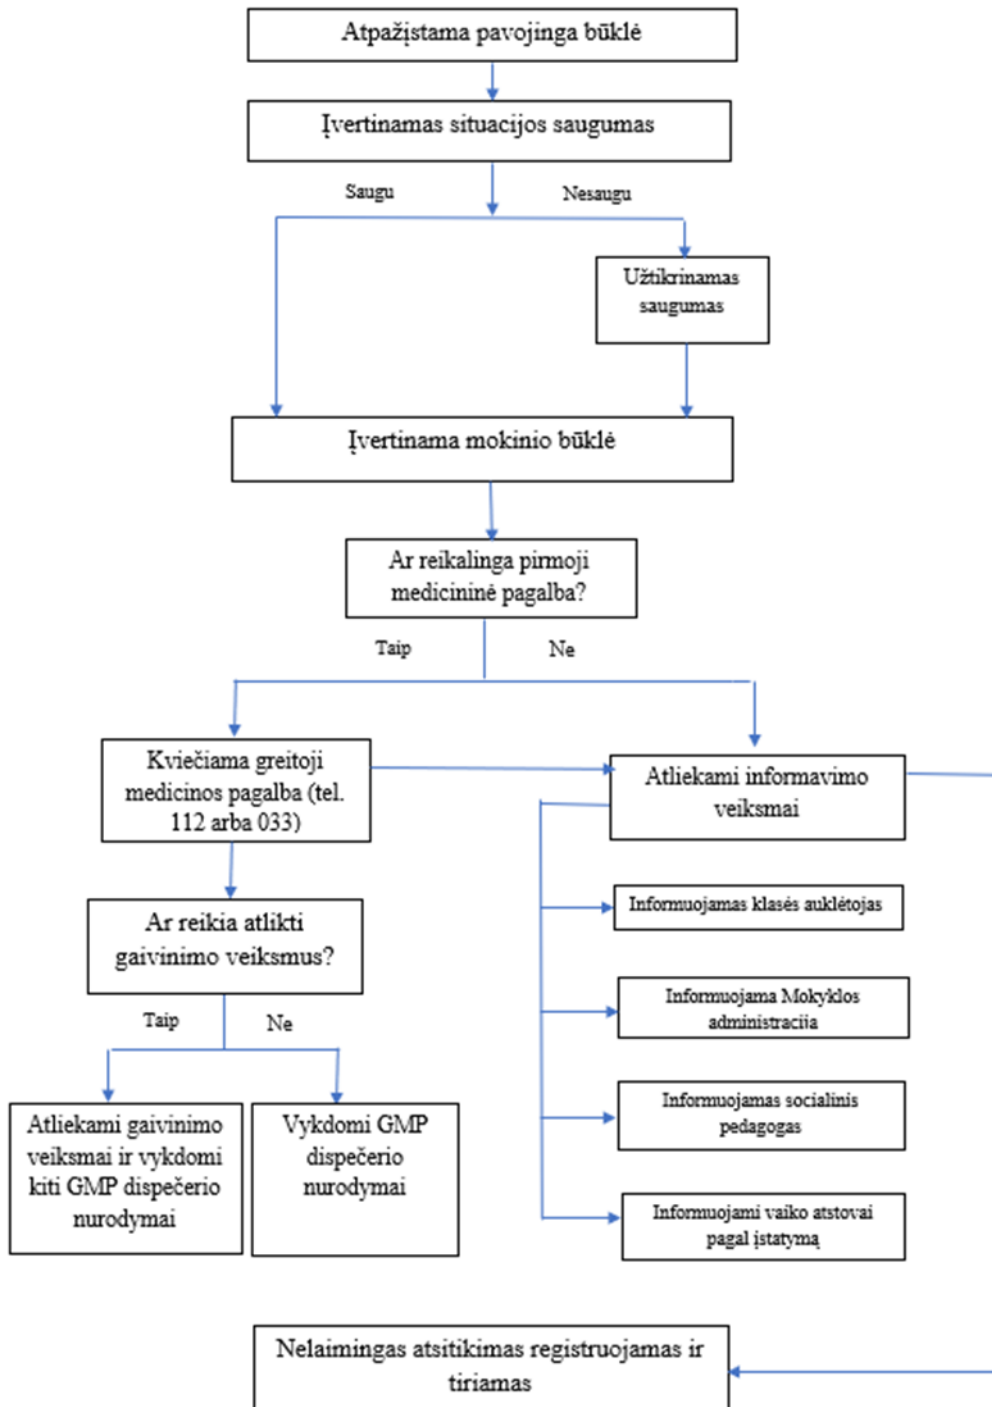 Atpažįstama pavojinga būklė
Įvertinamas situacijos saugumas
Saugu
Nesaugu
Užtikrinamas
saugumas
Įvertinama mokinio būklė
Ar reikalinga pirmoji
medicininė pagalba?
Taip
Ne
Kviečiama greitoji
medicinos pagalba (tel.
112 arba 033)
Atliekami informavimo
veiksmai
Informuojamas klasės auklėtojas
Ar reikia atlikti
gaivinimo veiksmus?
Informuojama Mokyklos
administracija
Taip
Ne
Atliekami gaivinimo
veiksmai ir vykdomi
kiti GMP dispečerio
nurodymai
Vykdomi GMP
dispečerio
nurodymai
Informuojamas socialinis
pedagogas
Informuojami vaiko atstovai
pagal įstatymą
Nelaimingas atsitikimas registruojamas ir
tiriamas